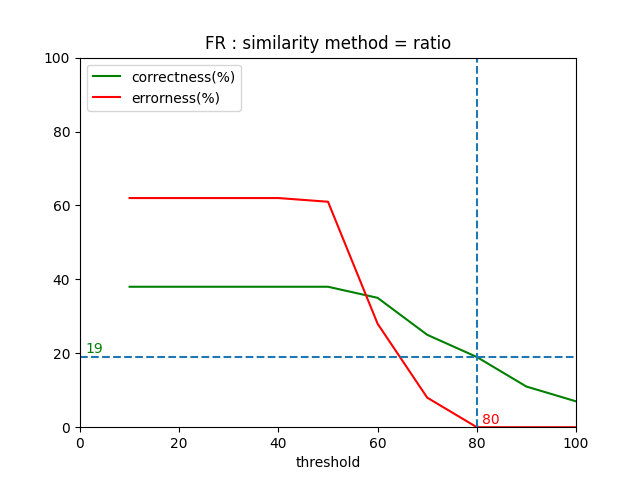 FR : similarity method = ratio
correctness(%)
errorness(%)
100
80
60
40
20
0
19
80
0 20 40 60 80 100
threshold